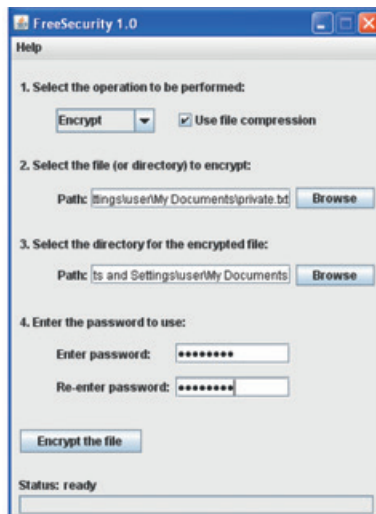 FreeSecurity 1.0
Help
1. Select the operation to be performed:
Encrypt Use file compression
2. Select the file (or directory) to encrypt:
Path: ttings\user\My Documents\private.txt Browse
3. Select the directory for the encrypted file:
Path: ts and Settings\user\My Documents Browse
4. Enter the password to use:
Enter password: ••••••••
Re-enter password: ••••••••
Encrypt the file
Status: ready